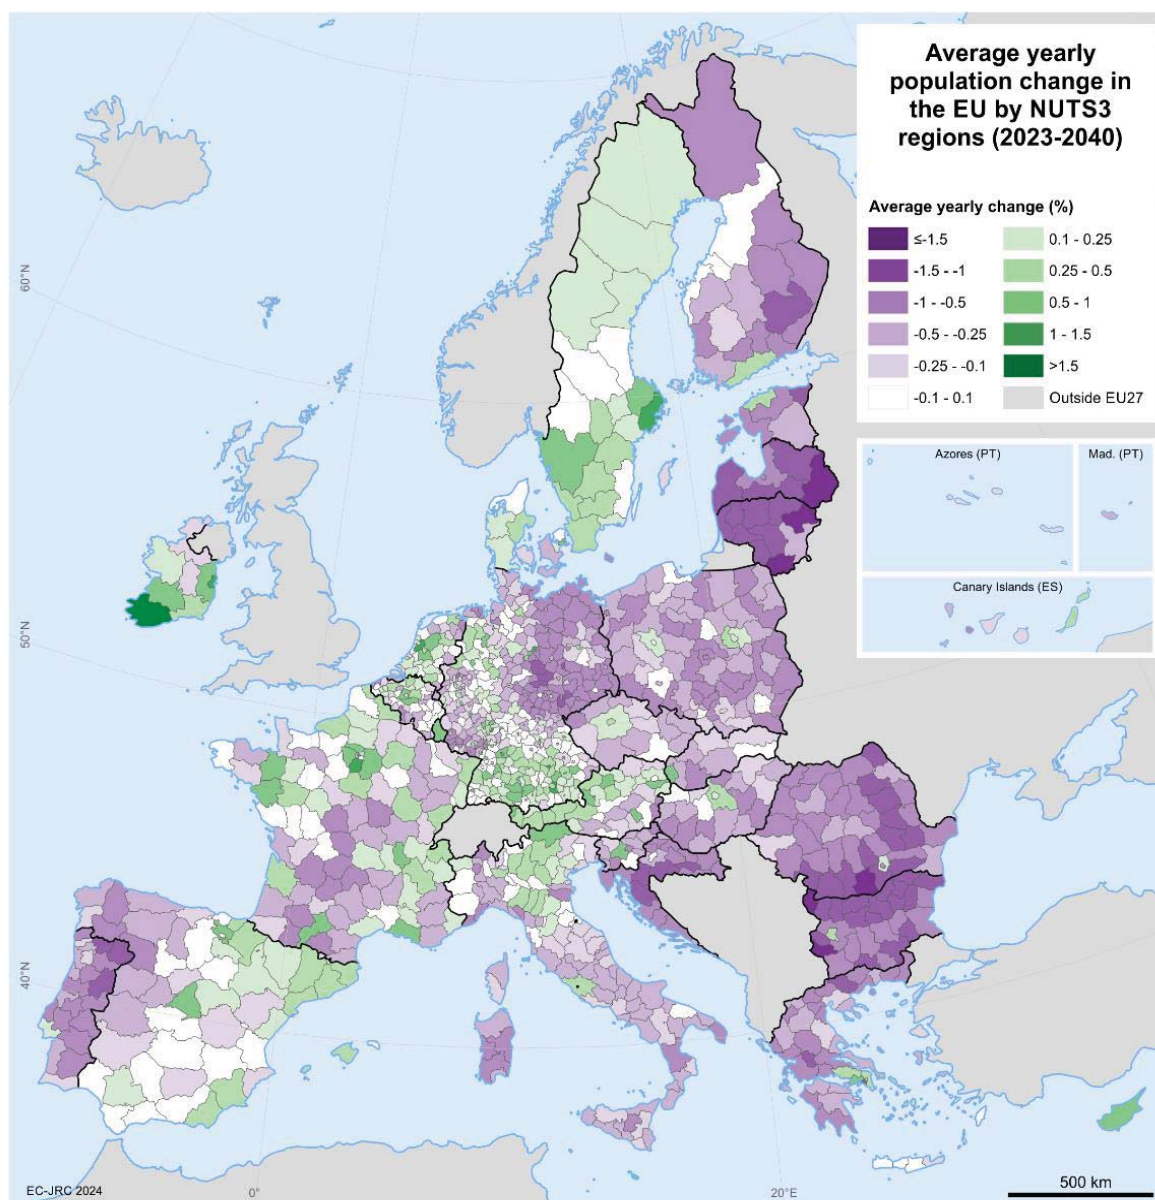 Average yearly
population change in
the EU by NUTS3
regions (2023-2040)
Average yearly change (%)
≤-1.5
-1.5 - -1
-1 - -0.5
-0.5 - -0.25
-0.25 - -0.1
-0.1 - 0.1
0.1 - 0.25
0.25 - 0.5
0.5 - 1
1 - 1.5
>1.5
Outside EU27
Azores (PT)
Mad. (PT)
Canary Islands (ES)
60°N
50°N
40°N
EC-JRC 2024
0°
20°E
500 km